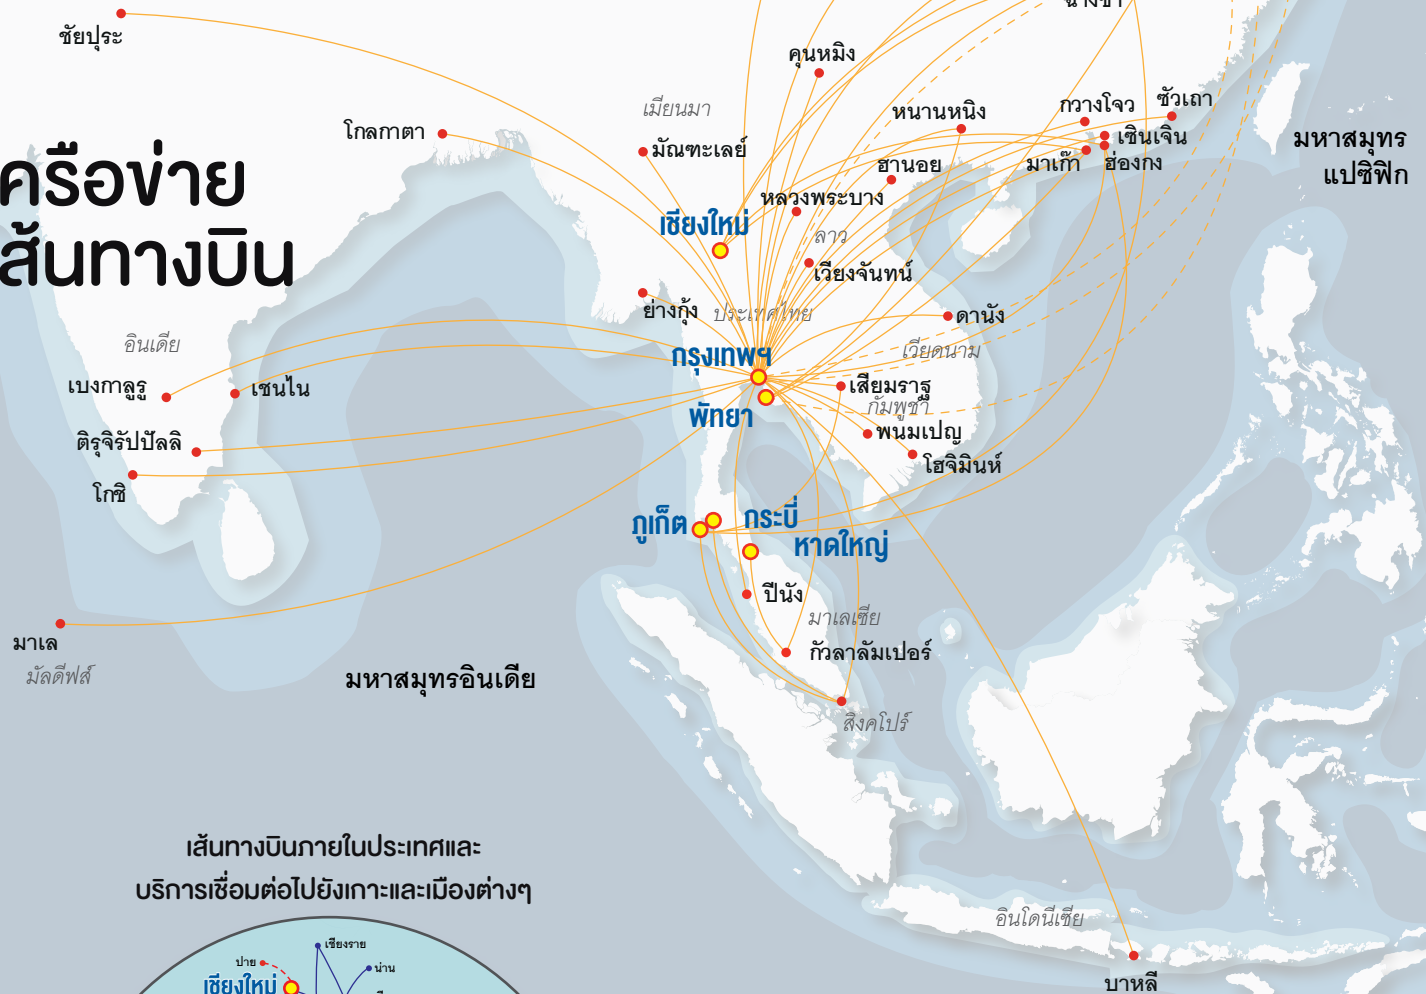 ฉางชา
ชัยปุระ
คุนหมิง
เมียนมา
หนานหนิง
กวางโจว
ซัวเถา
โกลกาตา
มัณฑะเลย์
ฮานอย
มาเก๊า
เซินเจิ้น
ฮ่องกง
มหาสมุทร
แปซิฟิก
ครือข่าย
ส้นทางบิน
หลวงพระบาง
เชียงใหม่
ลาว
เวียงจันทน์
ย่างกุ้ง
ประเทศไทย
ดานัง
อินเดีย
กรุงเทพฯ
เวียดนาม
เบงกาลูรู
เชนไน
เสียมราฐ
กัมพูชา
พัทยา
พนมเปญ
ติรุจิรัปปัลลิ
โฮจิมินห์
โกชิ
ภูเก็ต
กระบี่
หาดใหญ่
ปีนัง
มาเลเซีย
มาเล
มัลดีฟส์
กัวลาลัมเปอร์
มหาสมุทรอินเดีย
สิงคโปร์
เส้นทางบินภายในประเทศและ
บริการเชื่อมต่อไปยังเกาะและเมืองต่างๆ
อินโดนีเซีย
เชียงราย
ปาย
น่าน
เชียงใหม่
บาหลี